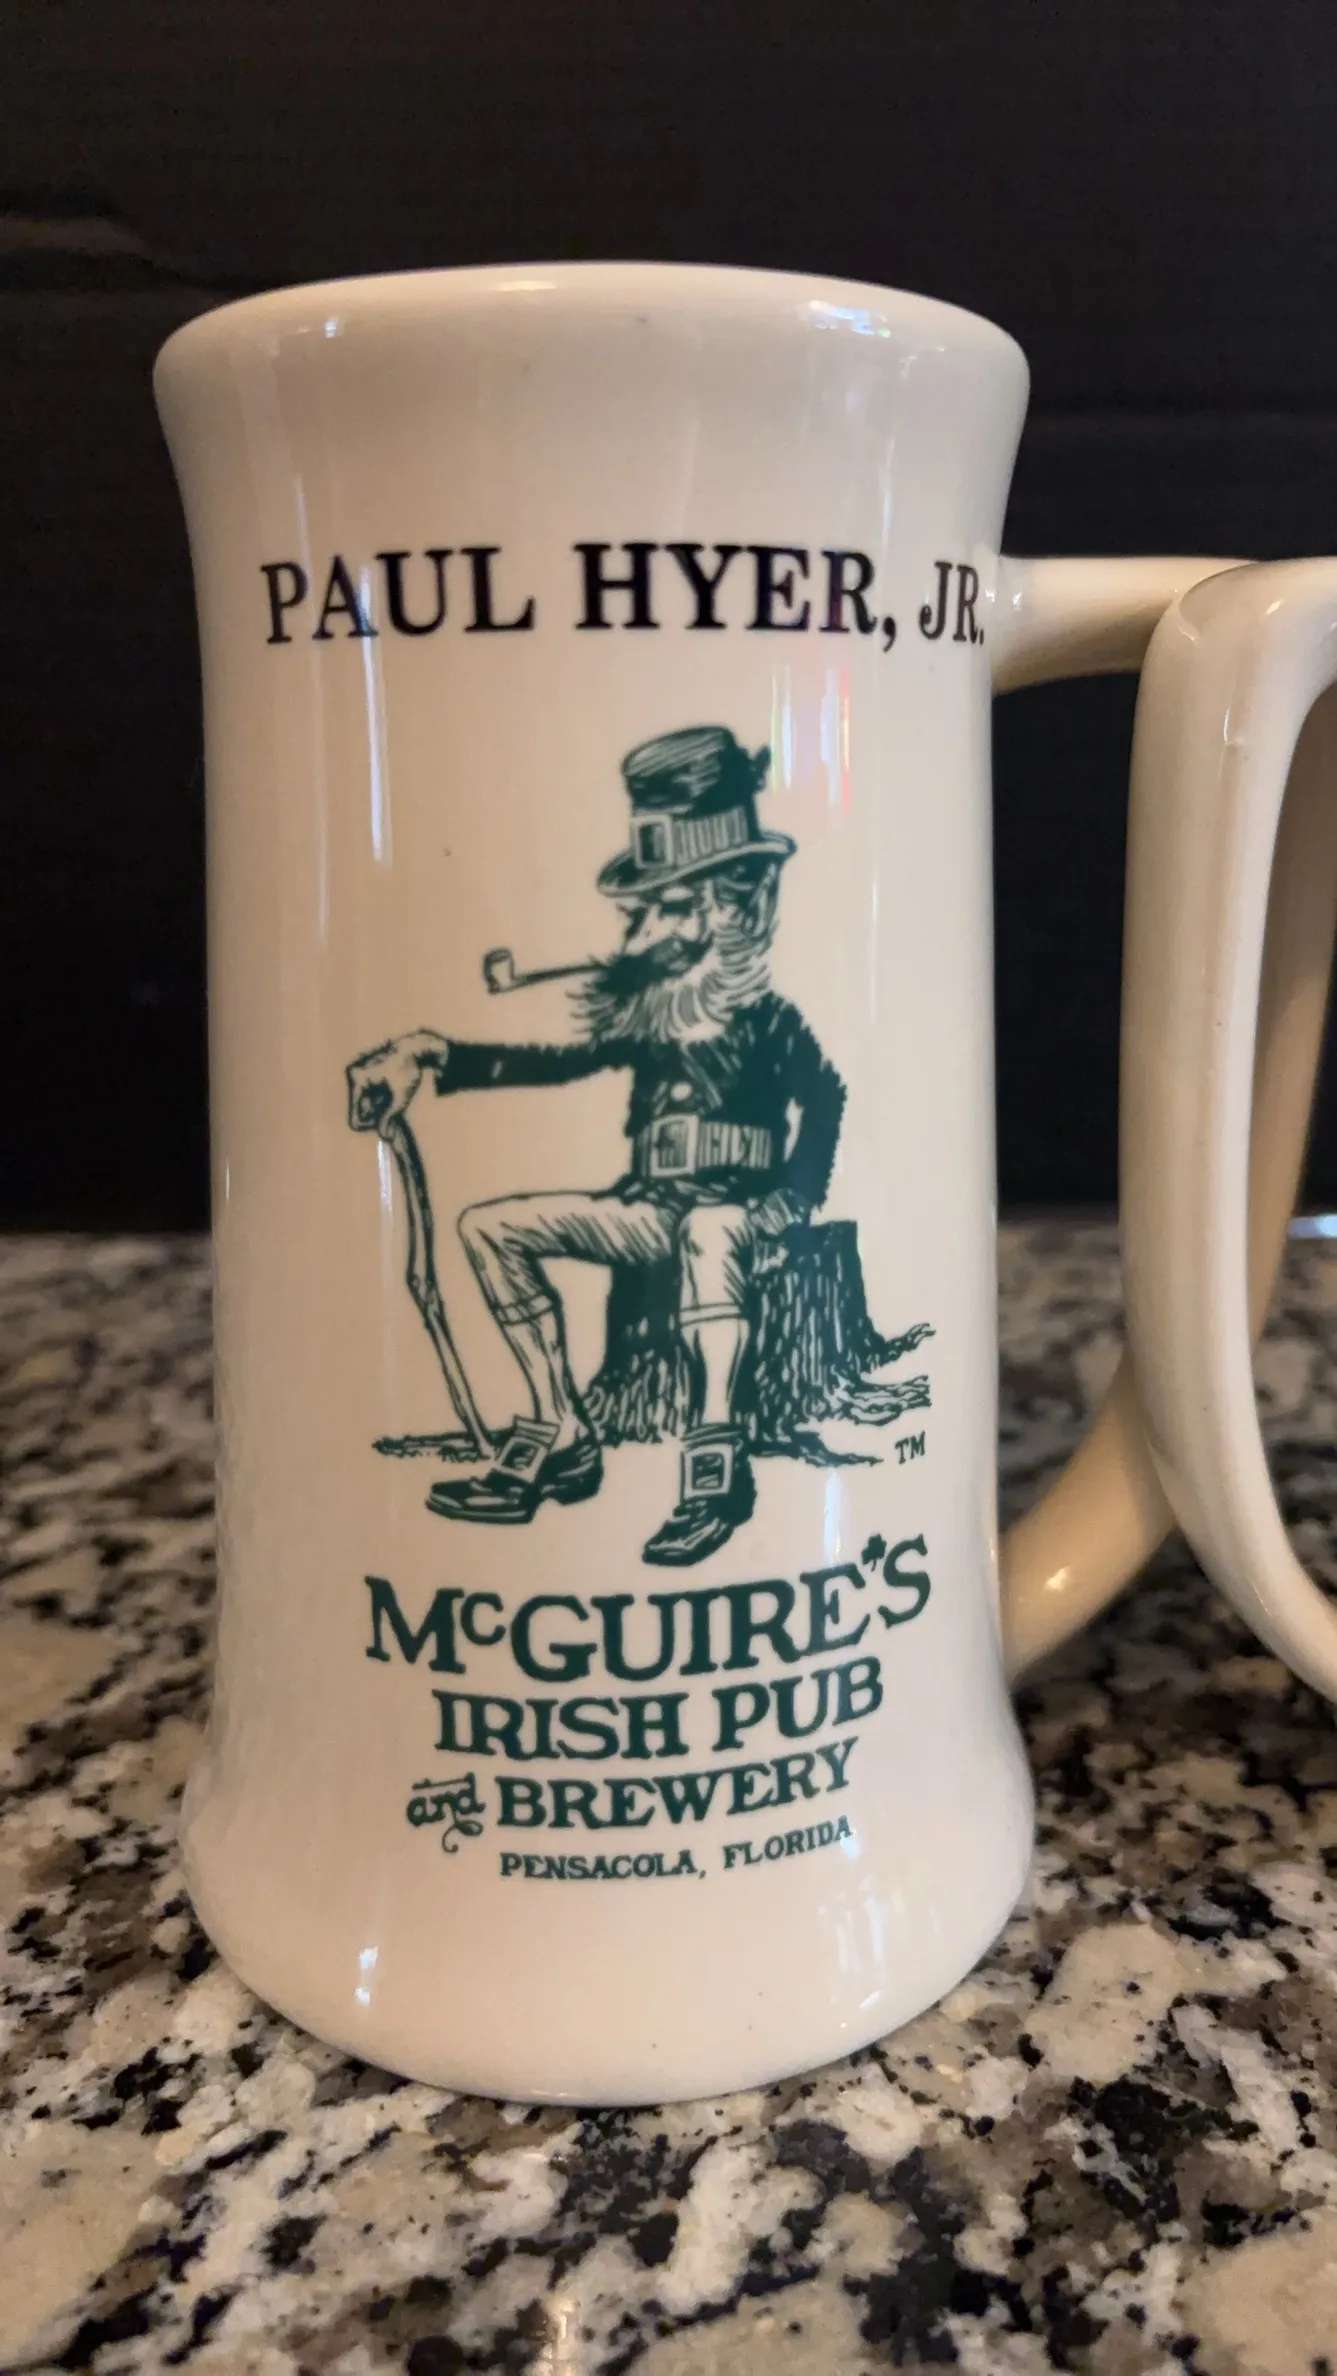 PAUL HYER, JR.
TM
McGUIRE'S
IRISH PUB
and BREWERY
PENSACOLA, FLORIDA